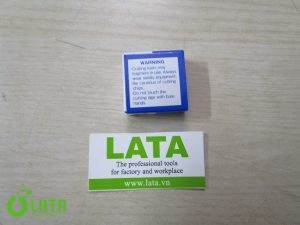 WARNING
Cutting tools may
fragment in use. Always
wear safety equipment.
Be cautious of cutting
chips.
Do not touch the
cutting edge with bare
hands.
LATA
The professional tools
for factory and workplace
www.lata.vn
LATA